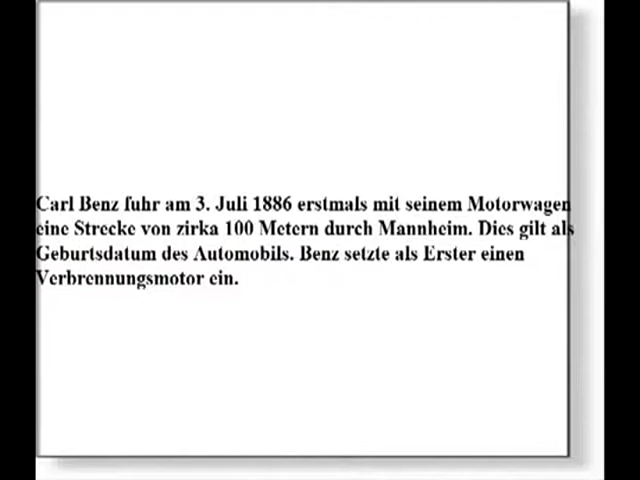 Carl Benz fuhr am 3. Juli 1886 erstmals mit seinem Motorwagen
eine Strecke von zirka 100 Metern durch Mannheim. Dies gilt als
Geburtsdatum des Automobils. Benz setzte als Erster einen
Verbrennungsmotor ein.